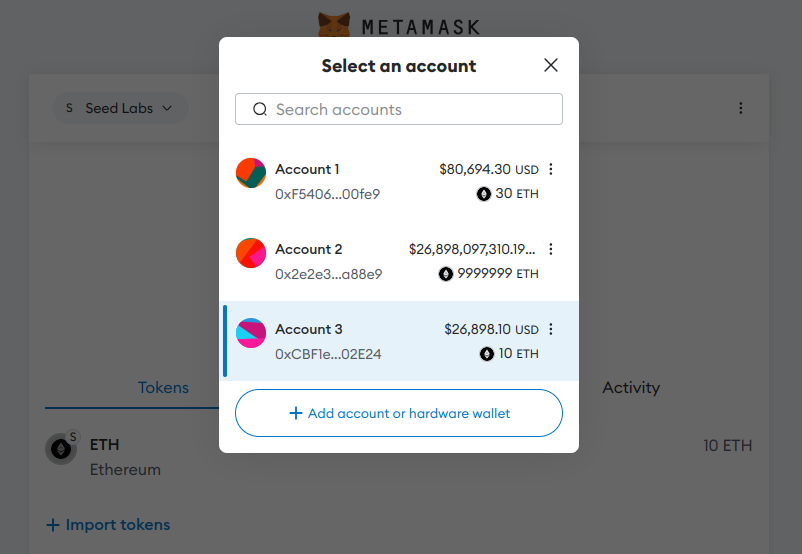 METAMASK
Select an account
S Seed Labs
Search accounts
Account 1 $80,694.30 USD
0xF5406...00fe9 30 ETH
Account 2 $26,898,097,310.19...
0x2e2e3...a88e9 9999999 ETH
Account 3 $26,898.10 USD
0xCBF1e...02E24 10 ETH
Tokens Activity
+ Add account or hardware wallet
S
ETH 10 ETH
Ethereum
+ Import tokens